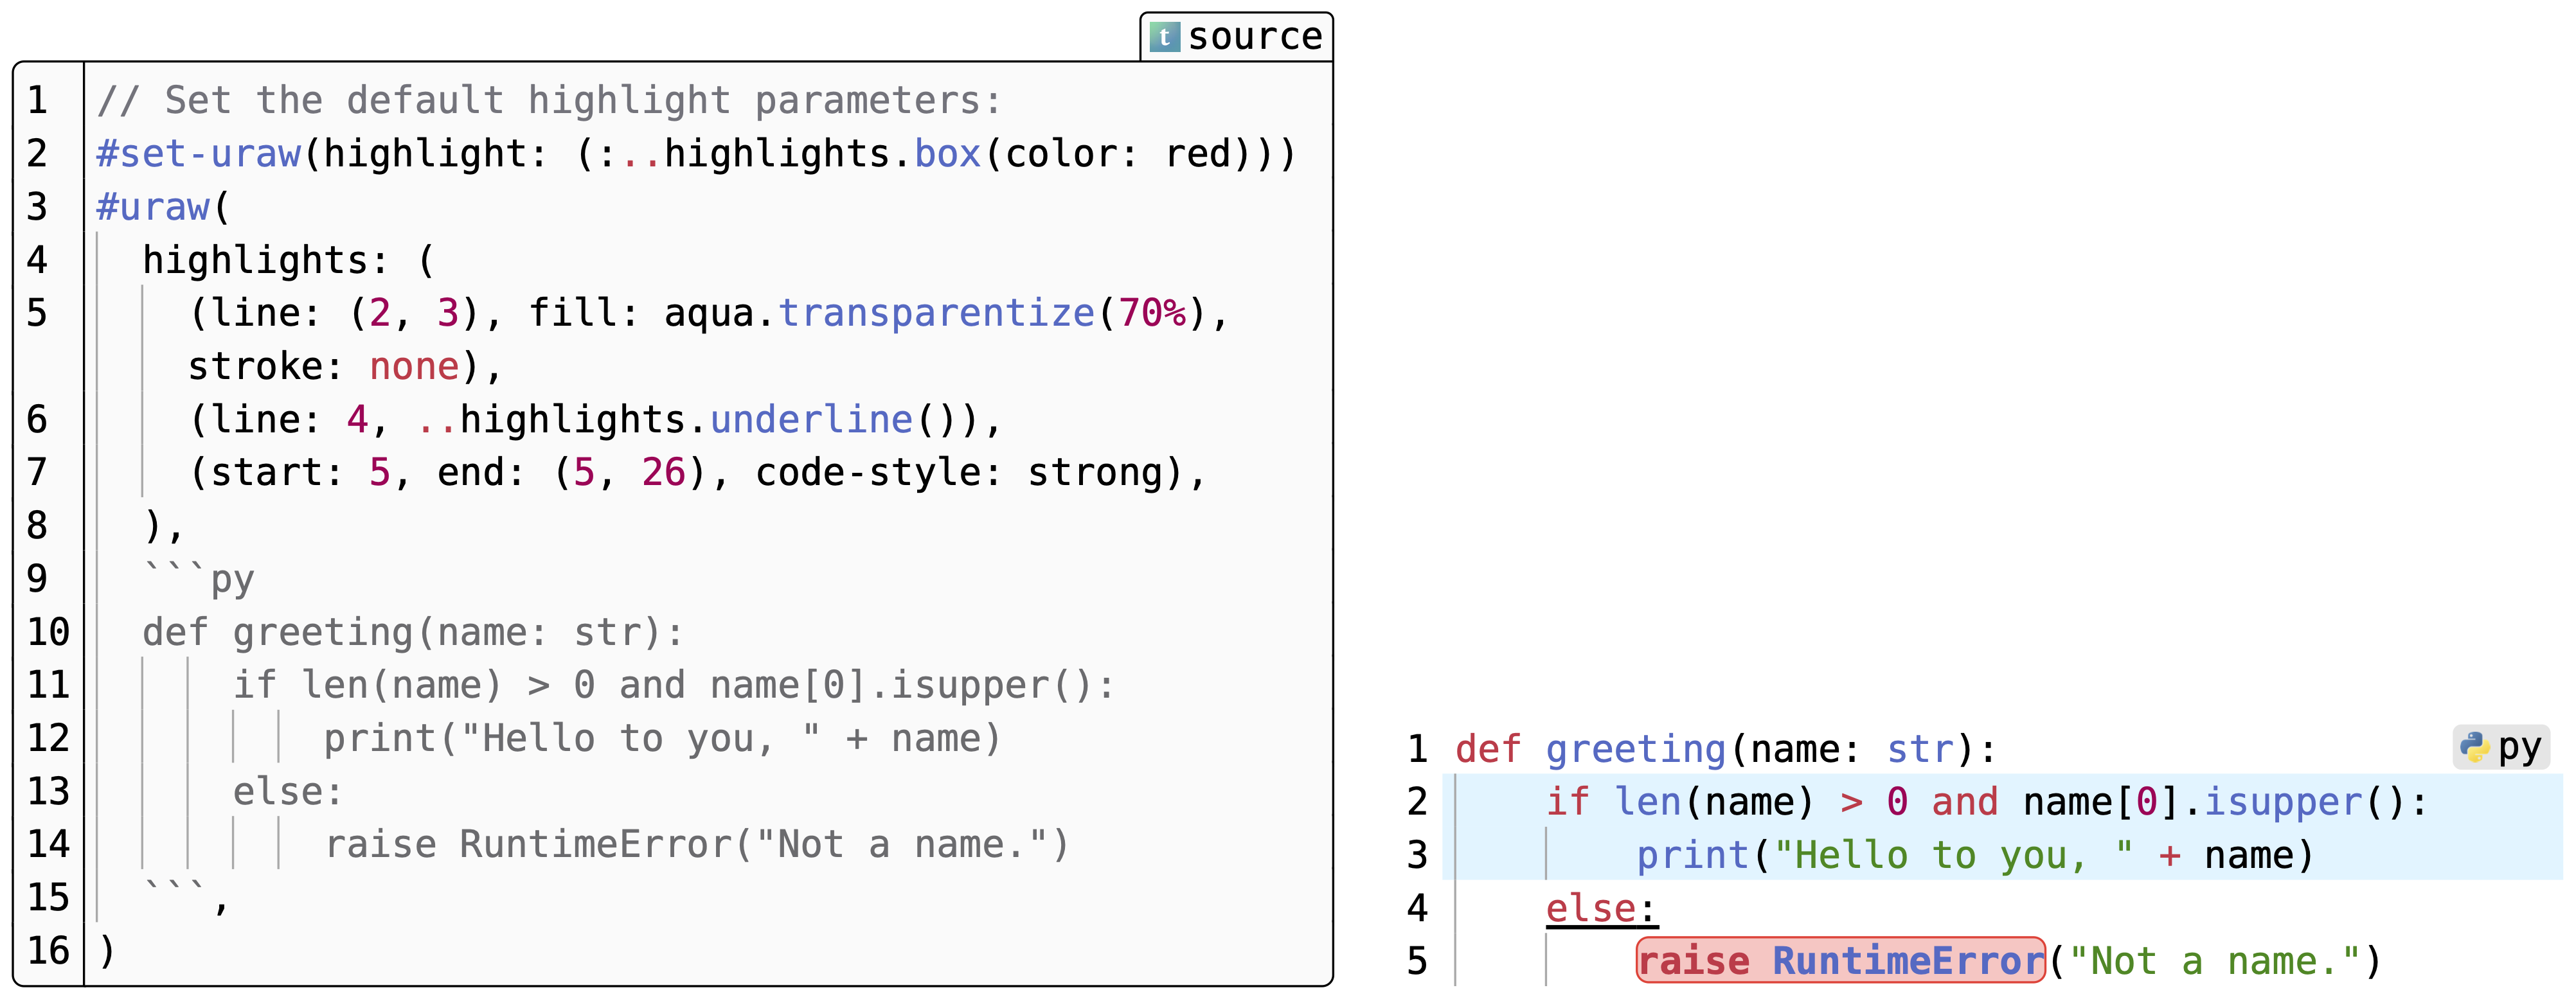 t source
1 // Set the default highlight parameters:
2 #set-uraw(highlight: (:..highlights.box(color: red)))
3 #uraw(
4   highlights: (
5     (line: (2, 3), fill: aqua.transparentize(70%),
    stroke: none),
6     (line: 4, ..highlights.underline()),
7     (start: 5, end: (5, 26), code-style: strong),
8   ),
9   ```py
10   def greeting(name: str):
11       if len(name) > 0 and name[0].isupper():
12           print("Hello to you, " + name)
13       else:
14           raise RuntimeError("Not a name.")
15   ```,
16 )
py
1 def greeting(name: str):
2     if len(name) > 0 and name[0].isupper():
3         print("Hello to you, " + name)
4     else:
5         raise RuntimeError("Not a name.")